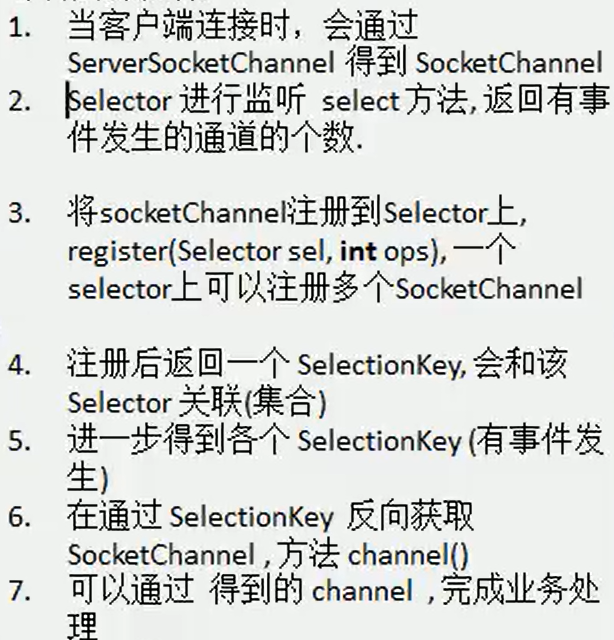 1. 当客户端连接时，会通过
ServerSocketChannel 得到 SocketChannel
2. Selector 进行监听 select 方法, 返回有事
件发生的通道的个数.
3. 将socketChannel注册到Selector上,
register(Selector sel, int ops), 一个
selector上可以注册多个SocketChannel
4. 注册后返回一个 SelectionKey, 会和该
Selector 关联(集合)
5. 进一步得到各个 SelectionKey (有事件发
生)
6. 在通过 SelectionKey 反向获取
SocketChannel , 方法 channel()
7. 可以通过 得到的 channel , 完成业务处
理